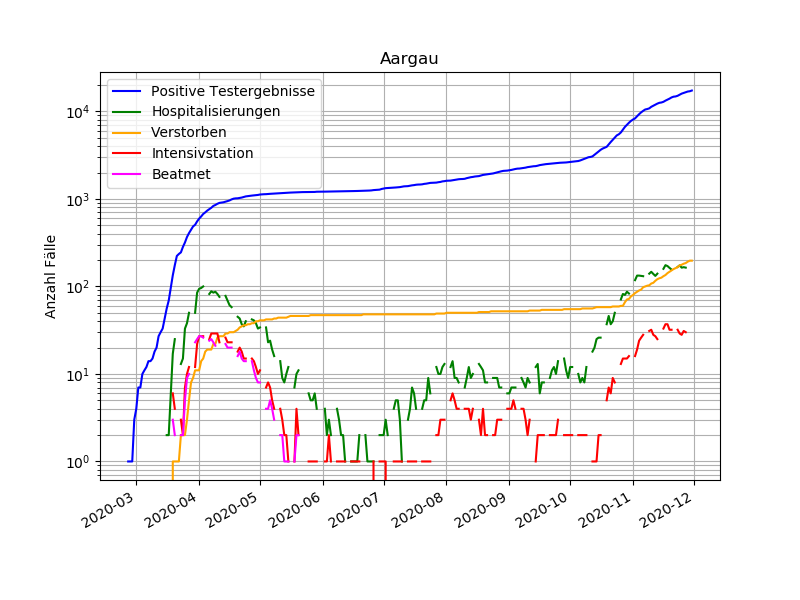 Aargau
Positive Testergebnisse
Hospitalisierungen
Verstorben
Intensivstation
Beatmet
Anzahl Fälle
10⁴
10³
10²
10¹
10⁰
2020-03
2020-04
2020-05
2020-06
2020-07
2020-08
2020-09
2020-10
2020-11
2020-12